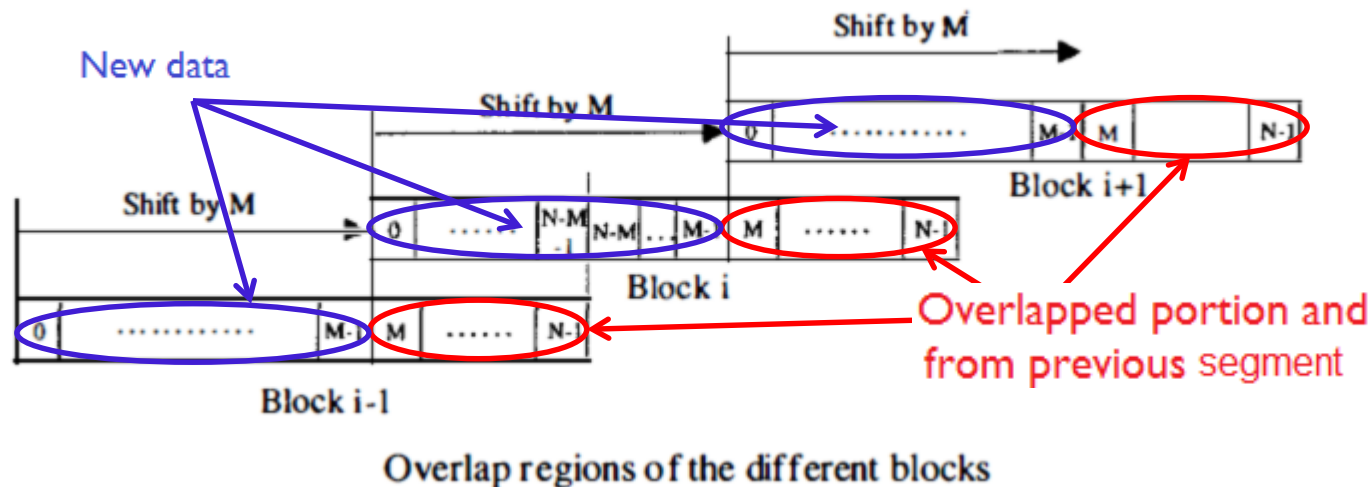 Shift by M
New data
Shift by M
0 ............ M-1 M N-1
Block i+1
Shift by M
0 ...... N-M-1 N-M ... M- M ...... N-1
Block i
0 ............ M- M ...... N-1
Overlapped portion and
from previous segment
Block i-1
Overlap regions of the different blocks